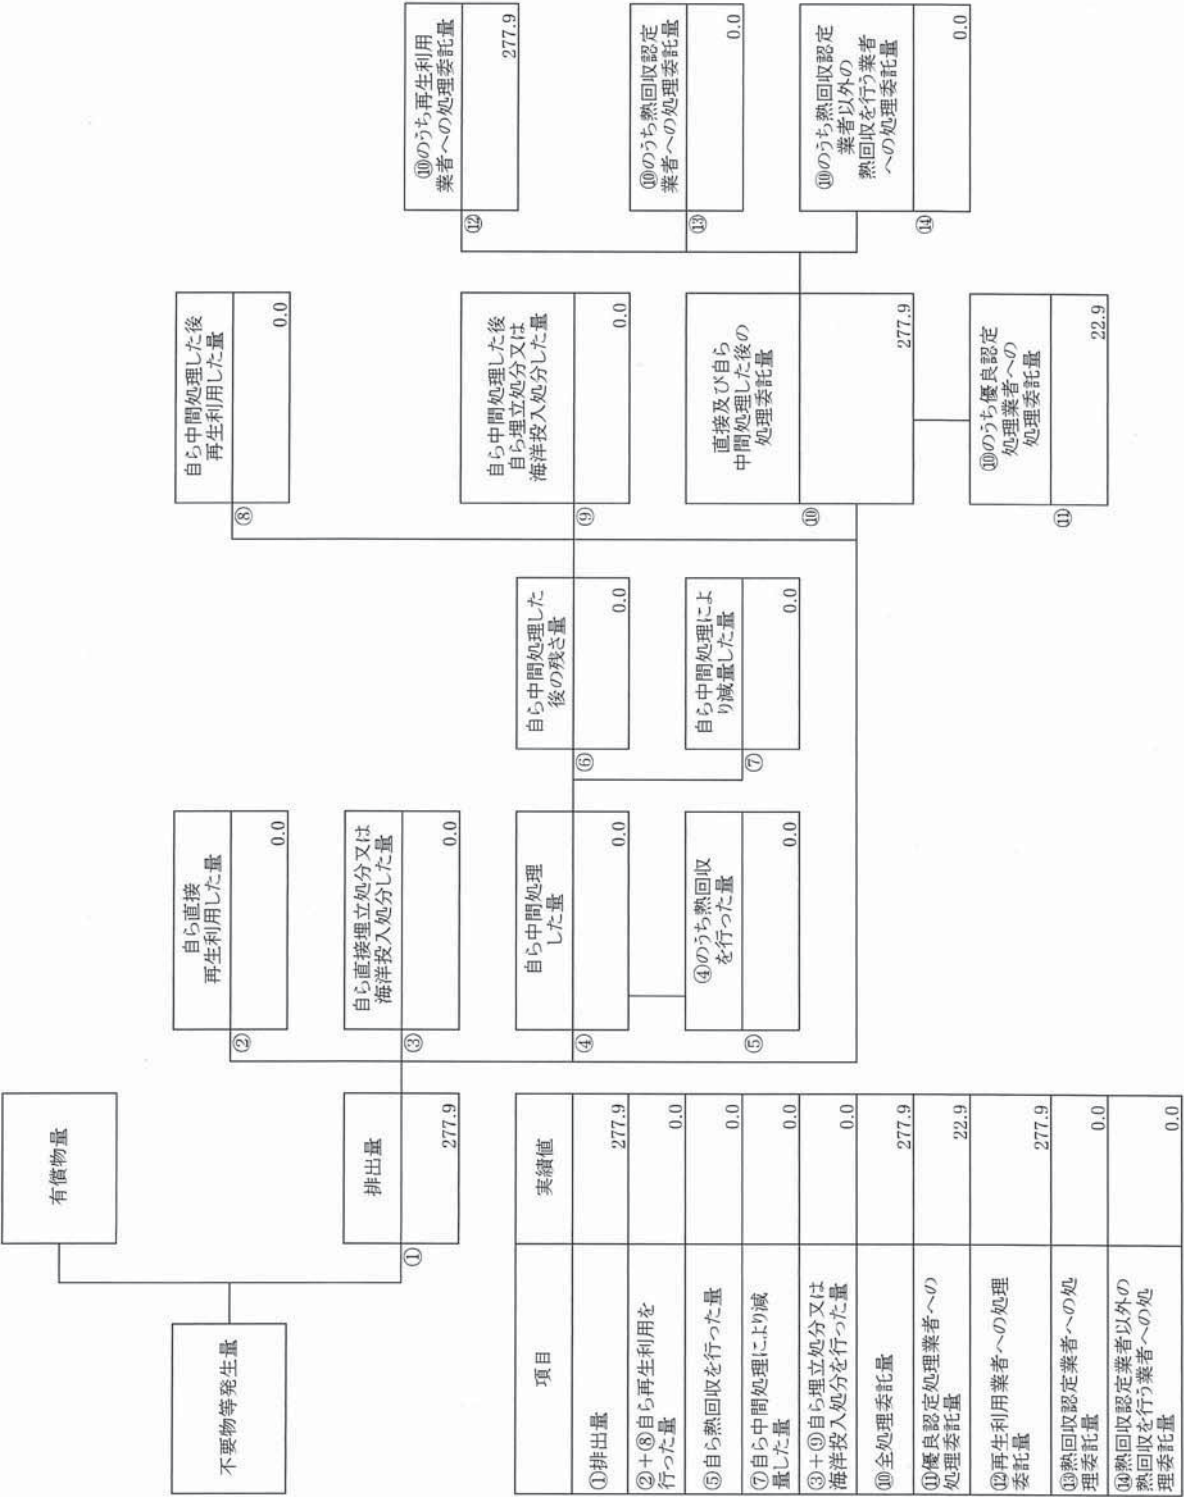 不要物等発生量
有償物量
排出量
①
277.9
自ら直接
再生利用した量
②
0.0
自ら直接埋立処分又は
海洋投入処分した量
③
0.0
自ら中間処理
した量
④
0.0
④のうち熱回収
を行った量
⑤
0.0
自ら中間処理した
後の残さ量
⑥
0.0
自ら中間処理によ
り減量した量
⑦
0.0
自ら中間処理した後
再生利用した量
⑧
0.0
自ら中間処理した後
自ら埋立処分又は
海洋投入処分した量
⑨
0.0
直接及び自ら
中間処理した後の
処理委託量
⑩
277.9
⑩のうち優良認定
処理業者への
処理委託量
⑪
22.9
⑩のうち再生利用
業者への処理委託量
⑫
277.9
⑩のうち熱回収認定
業者への処理委託量
⑬
0.0
⑩のうち熱回収認定
業者以外の
熱回収を行う業者
への処理委託量
⑭
0.0
項目 実績値
①排出量 277.9
②+⑧自ら再生利用を
行った量 0.0
⑤自ら熱回収を行った量 0.0
⑦自ら中間処理により減
量した量 0.0
③+⑨自ら埋立処分又は
海洋投入処分を行った量 0.0
⑩全処理委託量 277.9
⑪優良認定処理業者への
処理委託量 22.9
⑫再生利用業者への処理
委託量 277.9
⑬熱回収認定業者への処
理委託量 0.0
⑭熱回収認定業者以外の
熱回収を行う業者への処
理委託量 0.0